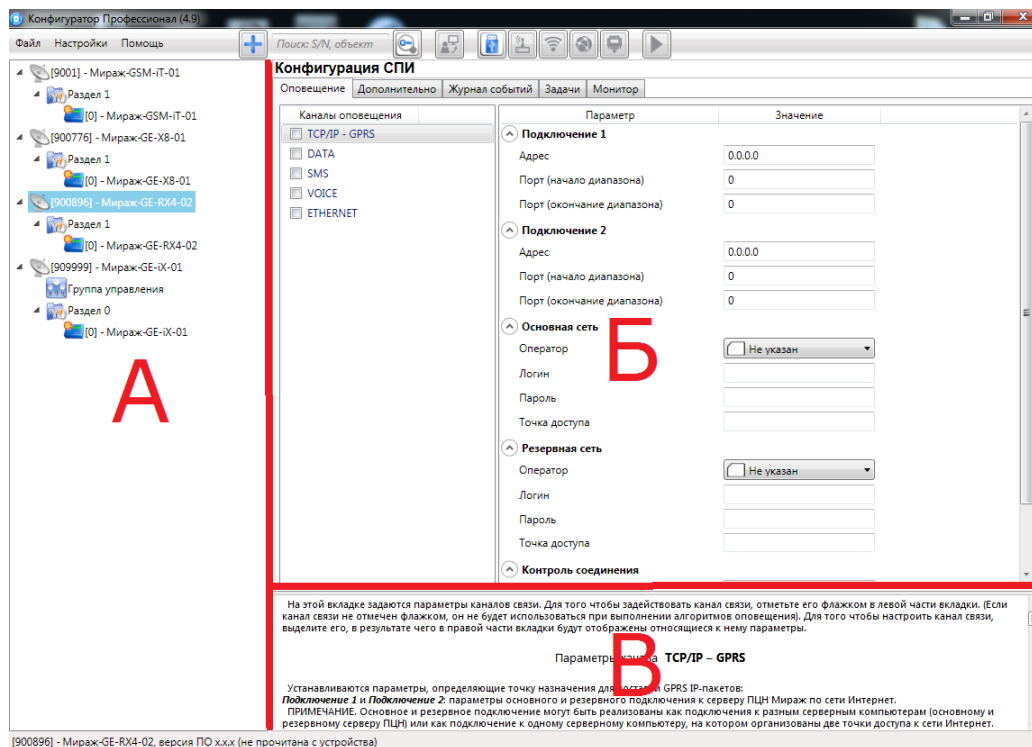 Конфигуратор Профессионал (4.9)
Файл Настройки Помощь
Поиск: S/N, объект
[9001] - Мираж-GSM-iT-01
Раздел 1
[0] - Мираж-GSM-iT-01
[900776] - Мираж-GE-X8-01
Раздел 1
[0] - Мираж-GE-X8-01
[900896] - Мираж-GE-RX4-02
Раздел 1
[0] - Мираж-GE-RX4-02
[909999] - Мираж-GE-iX-01
Группа управления
Раздел 0
[0] - Мираж-GE-iX-01
А
Конфигурация СПИ
Оповещение Дополнительно Журнал событий Задачи Монитор
Каналы оповещения
TCP/IP - GPRS
DATA
SMS
VOICE
ETHERNET
Параметр Значение
Подключение 1
Адрес 0.0.0.0
Порт (начало диапазона) 0
Порт (окончание диапазона) 0
Подключение 2
Адрес 0.0.0.0
Порт (начало диапазона) 0
Порт (окончание диапазона) 0
Основная сеть
Оператор Не указан
Логин
Пароль
Точка доступа
Б
Резервная сеть
Оператор Не указан
Логин
Пароль
Точка доступа
Контроль соединения
На этой вкладке задаются параметры каналов связи. Для того чтобы задействовать канал связи, отметьте его флажком в левой части вкладки. (Если
канал связи не отмечен флажком, он не будет использоваться при выполнении алгоритмов оповещения). Для того чтобы настроить канал связи,
выделите его, в результате чего в правой части вкладки будут отображены относящиеся к нему параметры.
Параметры канала TCP/IP – GPRS
В
Устанавливаются параметры, определяющие точку назначения для доставки GPRS IP-пакетов:
Подключение 1 и Подключение 2: параметры основного и резервного подключения к серверу ПЦН Мираж по сети Интернет.
ПРИМЕЧАНИЕ. Основное и резервное подключение могут быть реализованы как подключения к разным серверным компьютерам (основному и
резервному серверу ПЦН) или как подключение к одному серверному компьютеру, на котором организованы две точки доступа к сети Интернет.
[900896] - Мираж-GE-RX4-02, версия ПО x.x.x (не прочитана с устройства)